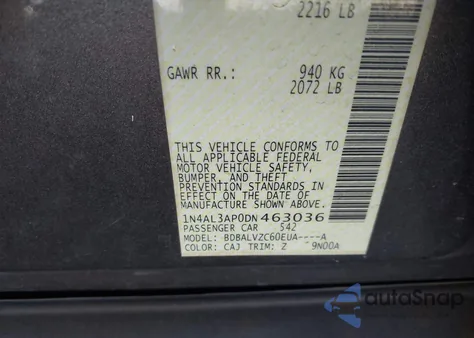 2216 LB
GAWR RR.: 940 KG
2072 LB
THIS VEHICLE CONFORMS TO
ALL APPLICABLE FEDERAL
MOTOR VEHICLE SAFETY,
BUMPER, AND THEFT
PREVENTION STANDARDS IN
EFFECT ON THE DATE OF
MANUFACTURE SHOWN ABOVE.
1N4AL3AP0DN463036
PASSENGER CAR 542
MODEL: BDBALVZC60EUA----A
COLOR: CAJ TRIM: Z 9N00A
autoSnap